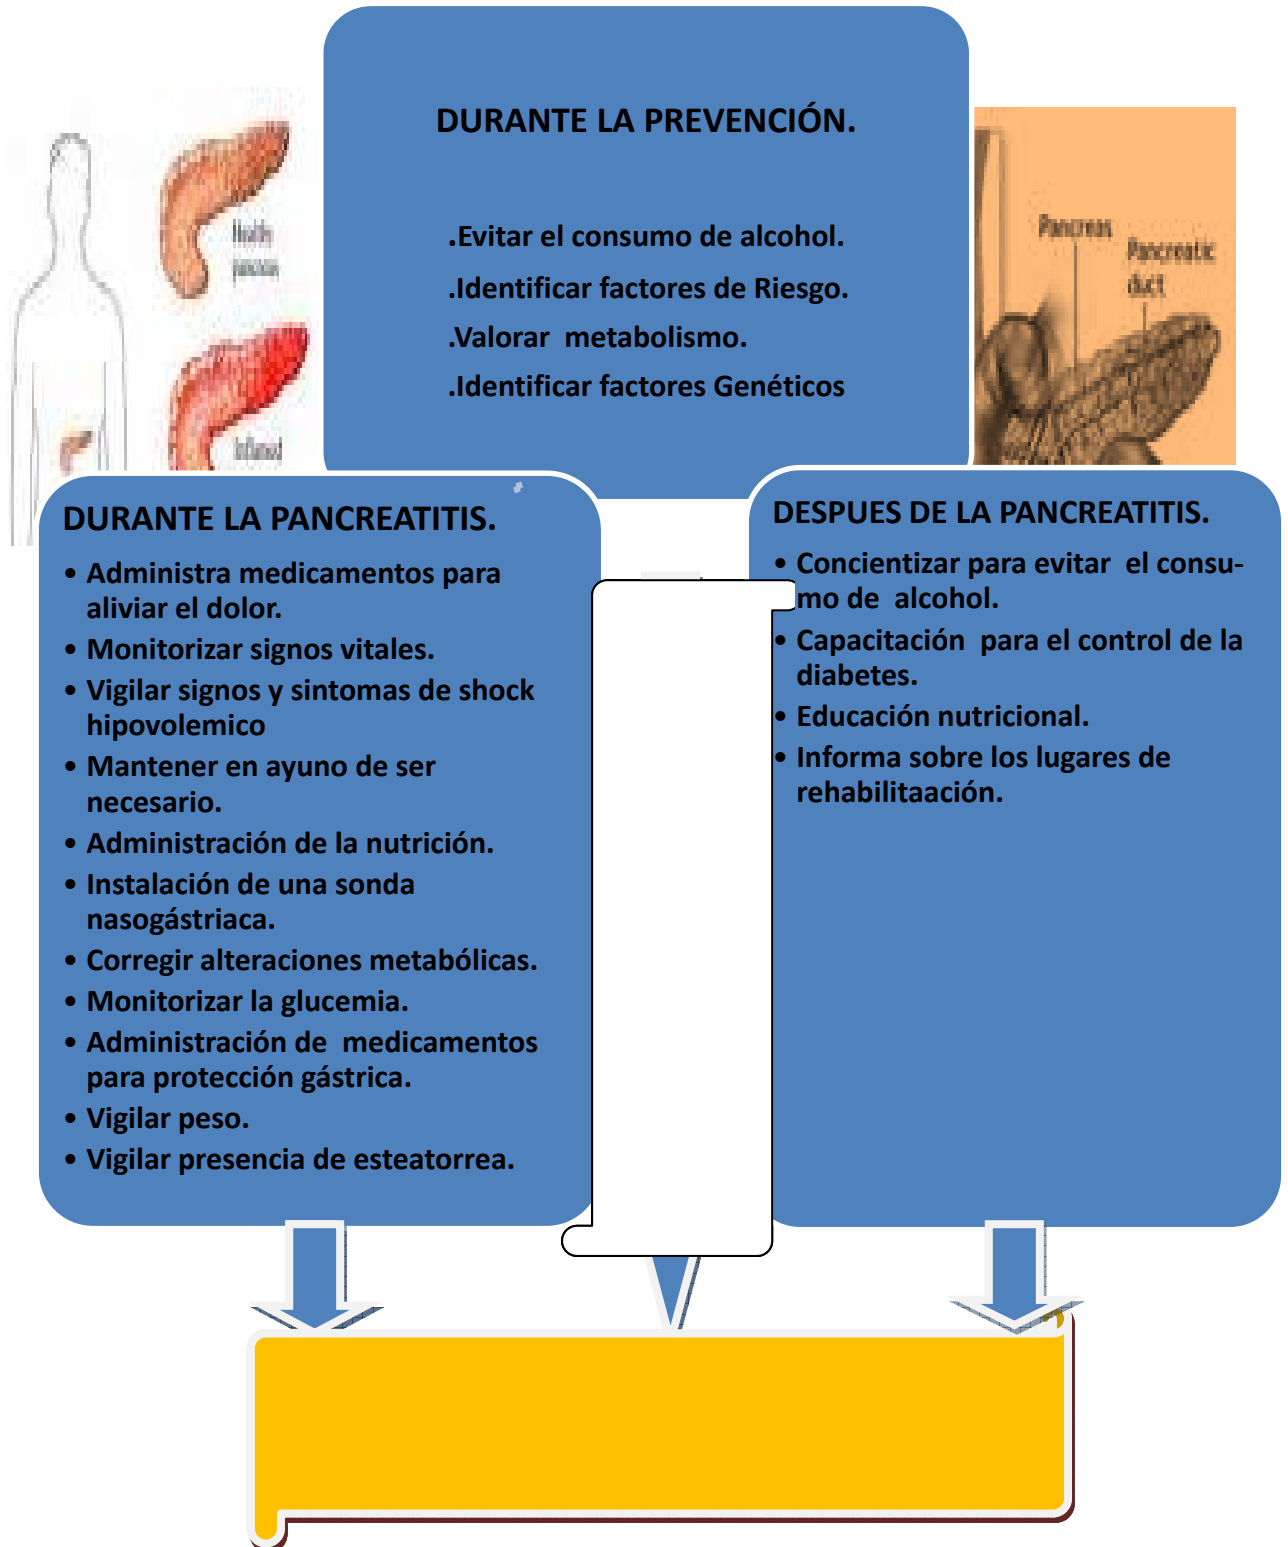 DURANTE LA PREVENCIÓN.
.Evitar el consumo de alcohol.
.Identificar factores de Riesgo.
.Valorar  metabolismo.
.Identificar factores Genéticos
Healthy
pancreas
Inflamed
Pancreas
Pancreatic
duct
DURANTE LA PANCREATITIS.
• Administra medicamentos para
aliviar el dolor.
• Monitorizar signos vitales.
• Vigilar signos y sintomas de shock
hipovolemico
• Mantener en ayuno de ser
necesario.
• Administración de la nutrición.
• Instalación de una sonda
nasogástriaca.
• Corregir alteraciones metabólicas.
• Monitorizar la glucemia.
• Administración de  medicamentos
para protección gástrica.
• Vigilar peso.
• Vigilar presencia de esteatorrea.
DESPUES DE LA PANCREATITIS.
• Concientizar para evitar  el consu-
mo de  alcohol.
• Capacitación  para el control de la
diabetes.
• Educación nutricional.
• Informa sobre los lugares de
rehabilitaación.